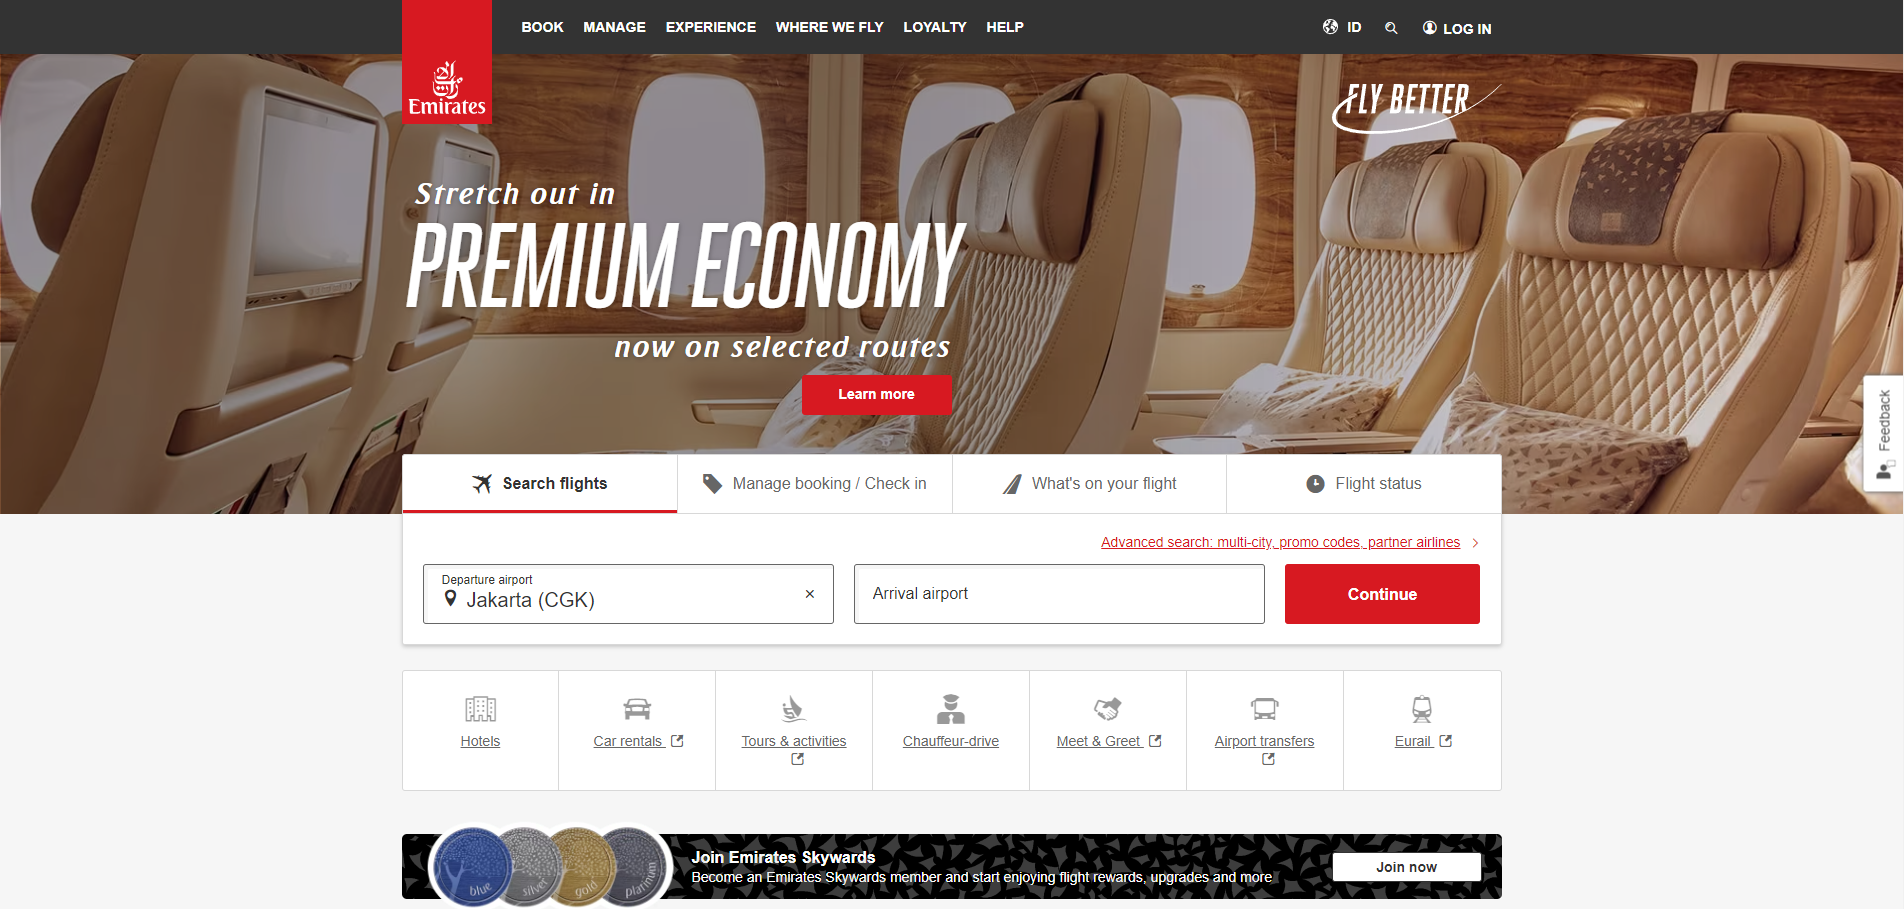 BOOK MANAGE EXPERIENCE WHERE WE FLY LOYALTY HELP ID LOG IN
Emirates
FLY BETTER
Stretch out in
PREMIUM ECONOMY
now on selected routes
Learn more
Feedback
Search flights
Manage booking / Check in
What's on your flight
Flight status
Advanced search: multi-city, promo codes, partner airlines
Departure airport
Jakarta (CGK)
Arrival airport
Continue
Hotels
Car rentals
Tours & activities
Chauffeur-drive
Meet & Greet
Airport transfers
Eurail
blue
silver
gold
platinum
Join Emirates Skywards
Become an Emirates Skywards member and start enjoying flight rewards, upgrades and more
Join now